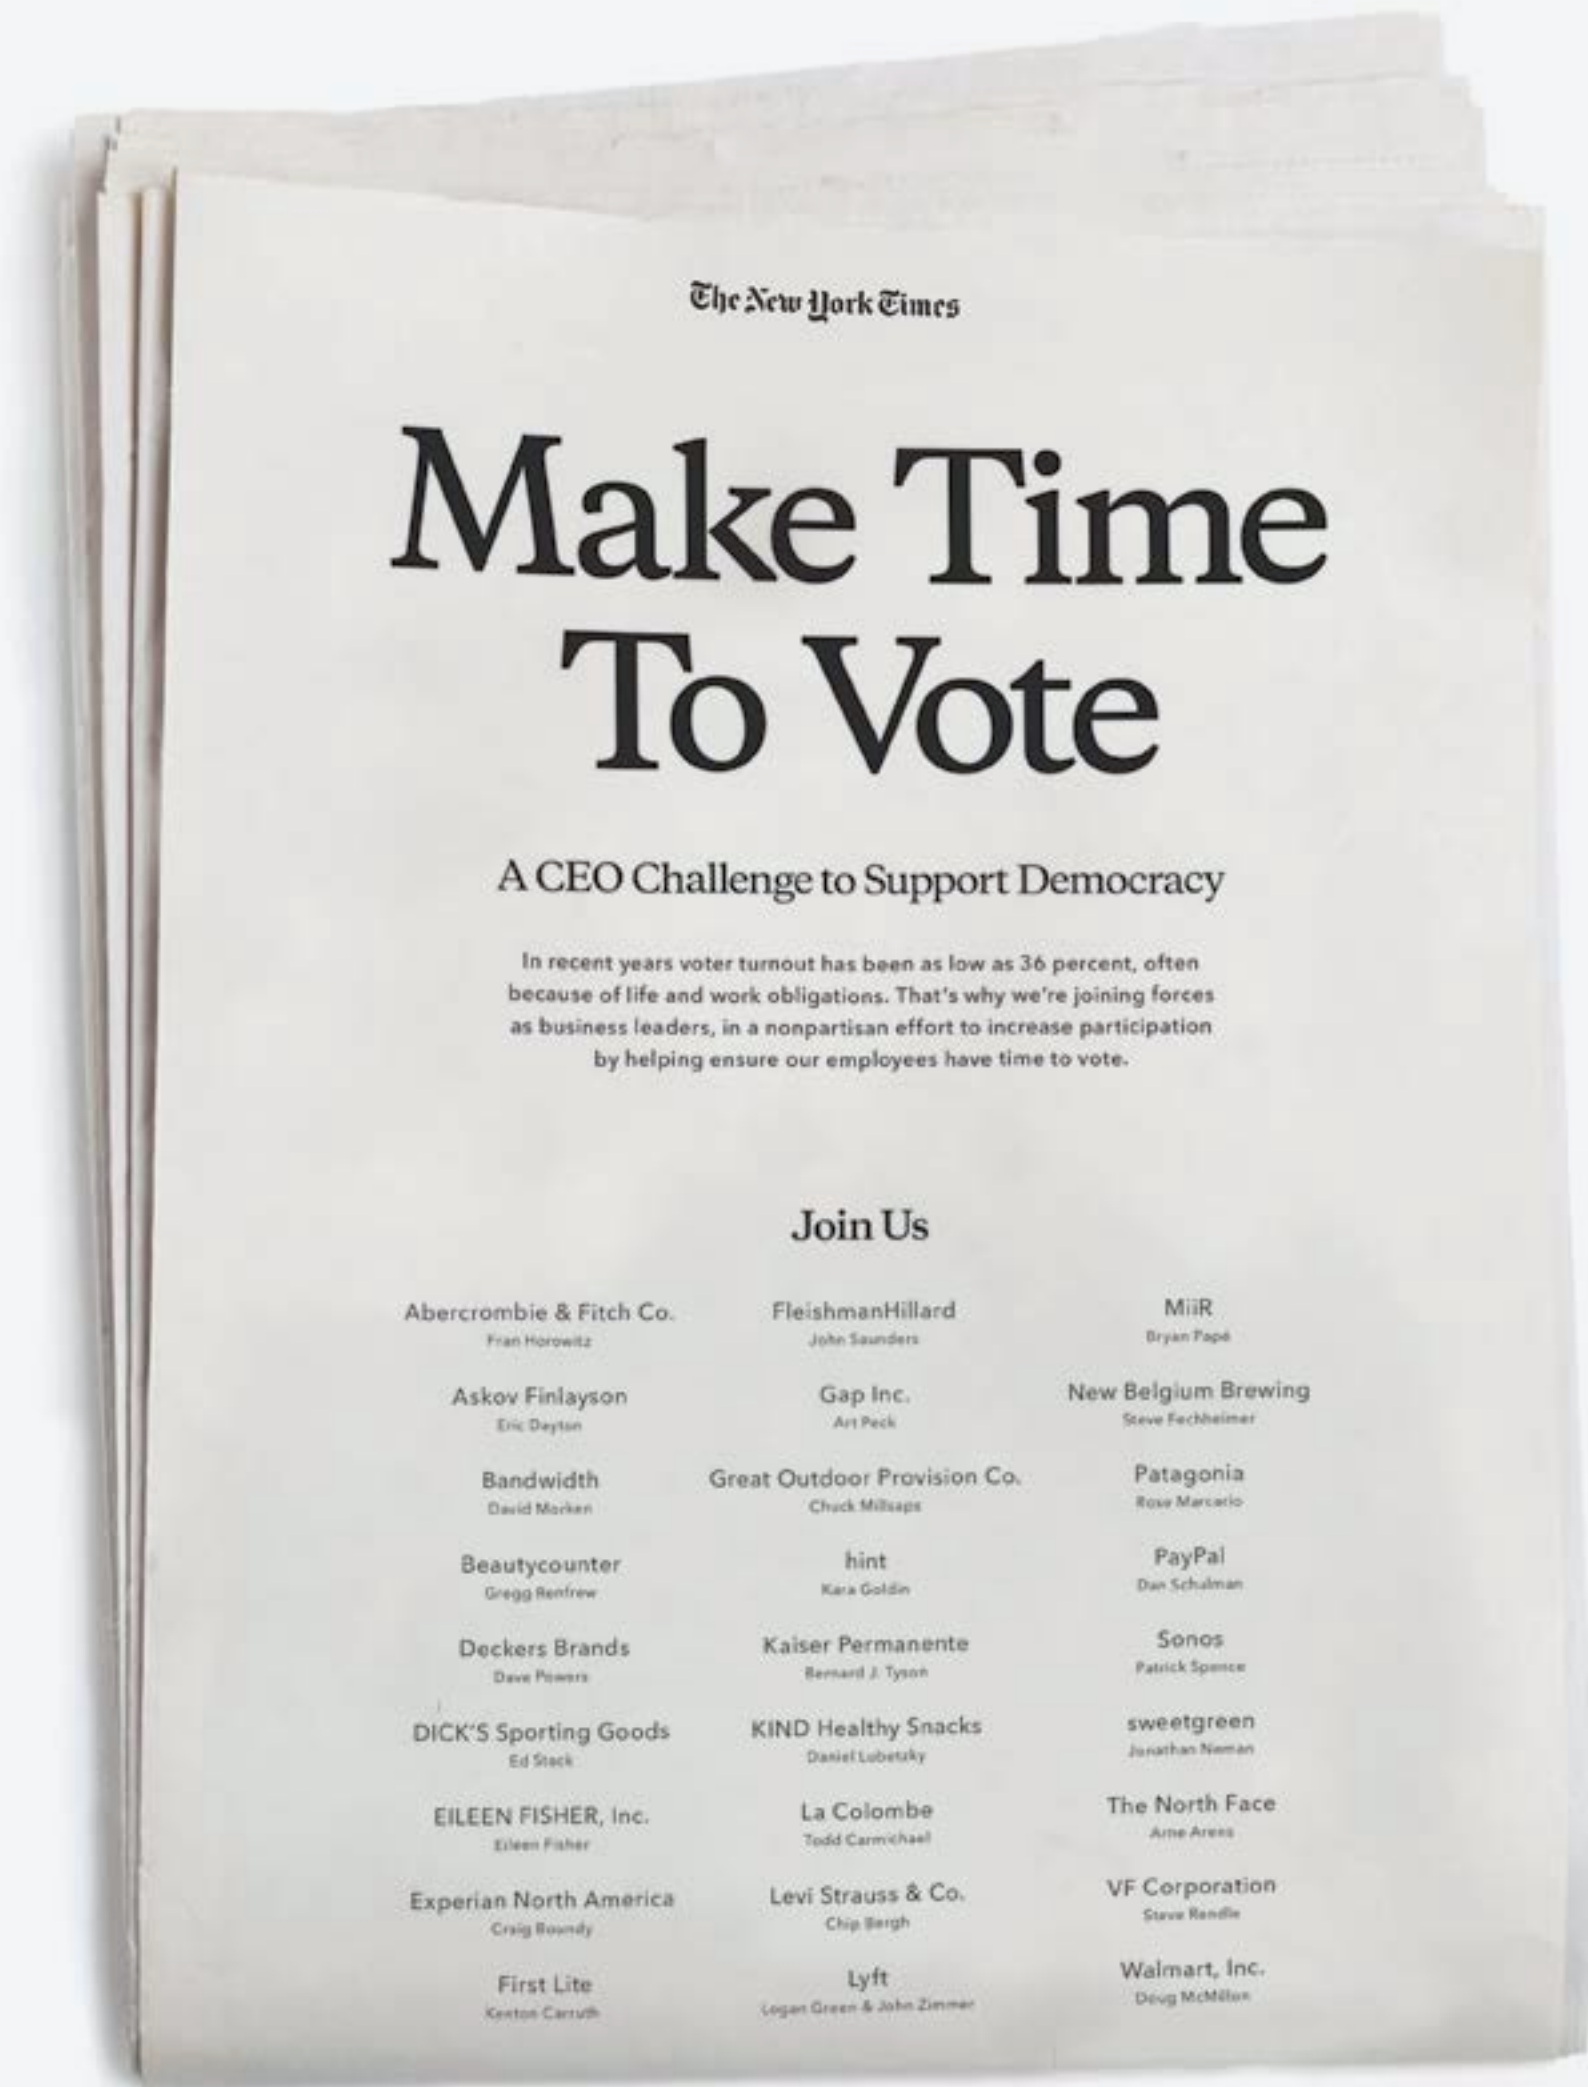 The New York Times
Make Time
To Vote
A CEO Challenge to Support Democracy
In recent years voter turnout has been as low as 36 percent, often
because of life and work obligations. That's why we're joining forces
as business leaders, in a nonpartisan effort to increase participation
by helping ensure our employees have time to vote.
Join Us
Abercrombie & Fitch Co.
Fran Horowitz
Askov Finlayson
Eric Dayton
Bandwidth
David Morken
Beautycounter
Gregg Renfrew
Deckers Brands
Dave Powers
DICK'S Sporting Goods
Ed Stack
EILEEN FISHER, Inc.
Eileen Fisher
Experian North America
Craig Boundy
First Lite
Kenton Carruth
FleishmanHillard
John Saunders
Gap Inc.
Art Peck
Great Outdoor Provision Co.
Chuck Millsaps
hint
Kara Goldin
Kaiser Permanente
Bernard J. Tyson
KIND Healthy Snacks
Daniel Lubetzky
La Colombe
Todd Carmichael
Levi Strauss & Co.
Chip Bergh
Lyft
Logan Green & John Zimmer
MiiR
Bryan Papé
New Belgium Brewing
Steve Fechheimer
Patagonia
Rose Marcario
PayPal
Dan Schulman
Sonos
Patrick Spence
sweetgreen
Jonathan Neman
The North Face
Arne Arens
VF Corporation
Steve Rendle
Walmart, Inc.
Doug McMillon